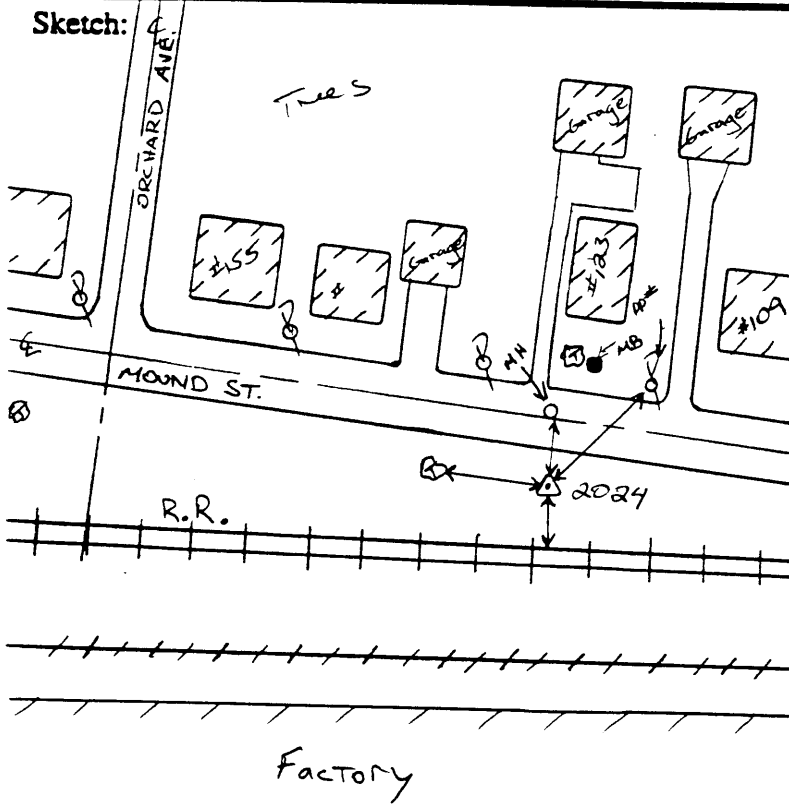 Sketch:
℄
ORCHARD AVE.
Trees
Garage
Garage
#155
#
Garage
#123
#109
MB
MH
℄
MOUND ST.
2024
R.R.
Factory